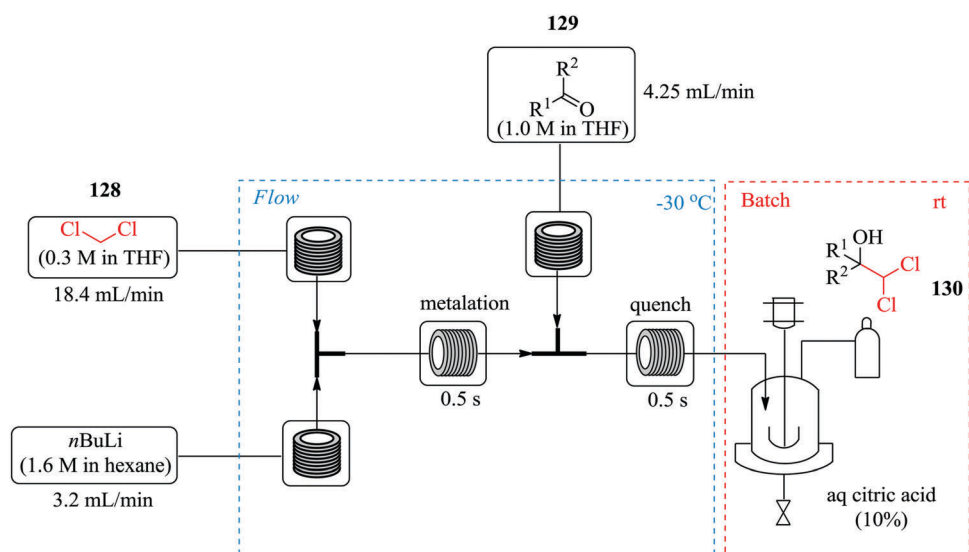 129
R²
R¹
O
(1.0 M in THF)
4.25 mL/min
128
Cl
Cl
(0.3 M in THF)
18.4 mL/min
Flow
-30 °C
Batch
rt
OH
R¹
R²
Cl
Cl
130
metalation
0.5 s
quench
0.5 s
nBuLi
(1.6 M in hexane)
3.2 mL/min
aq citric acid
(10%)